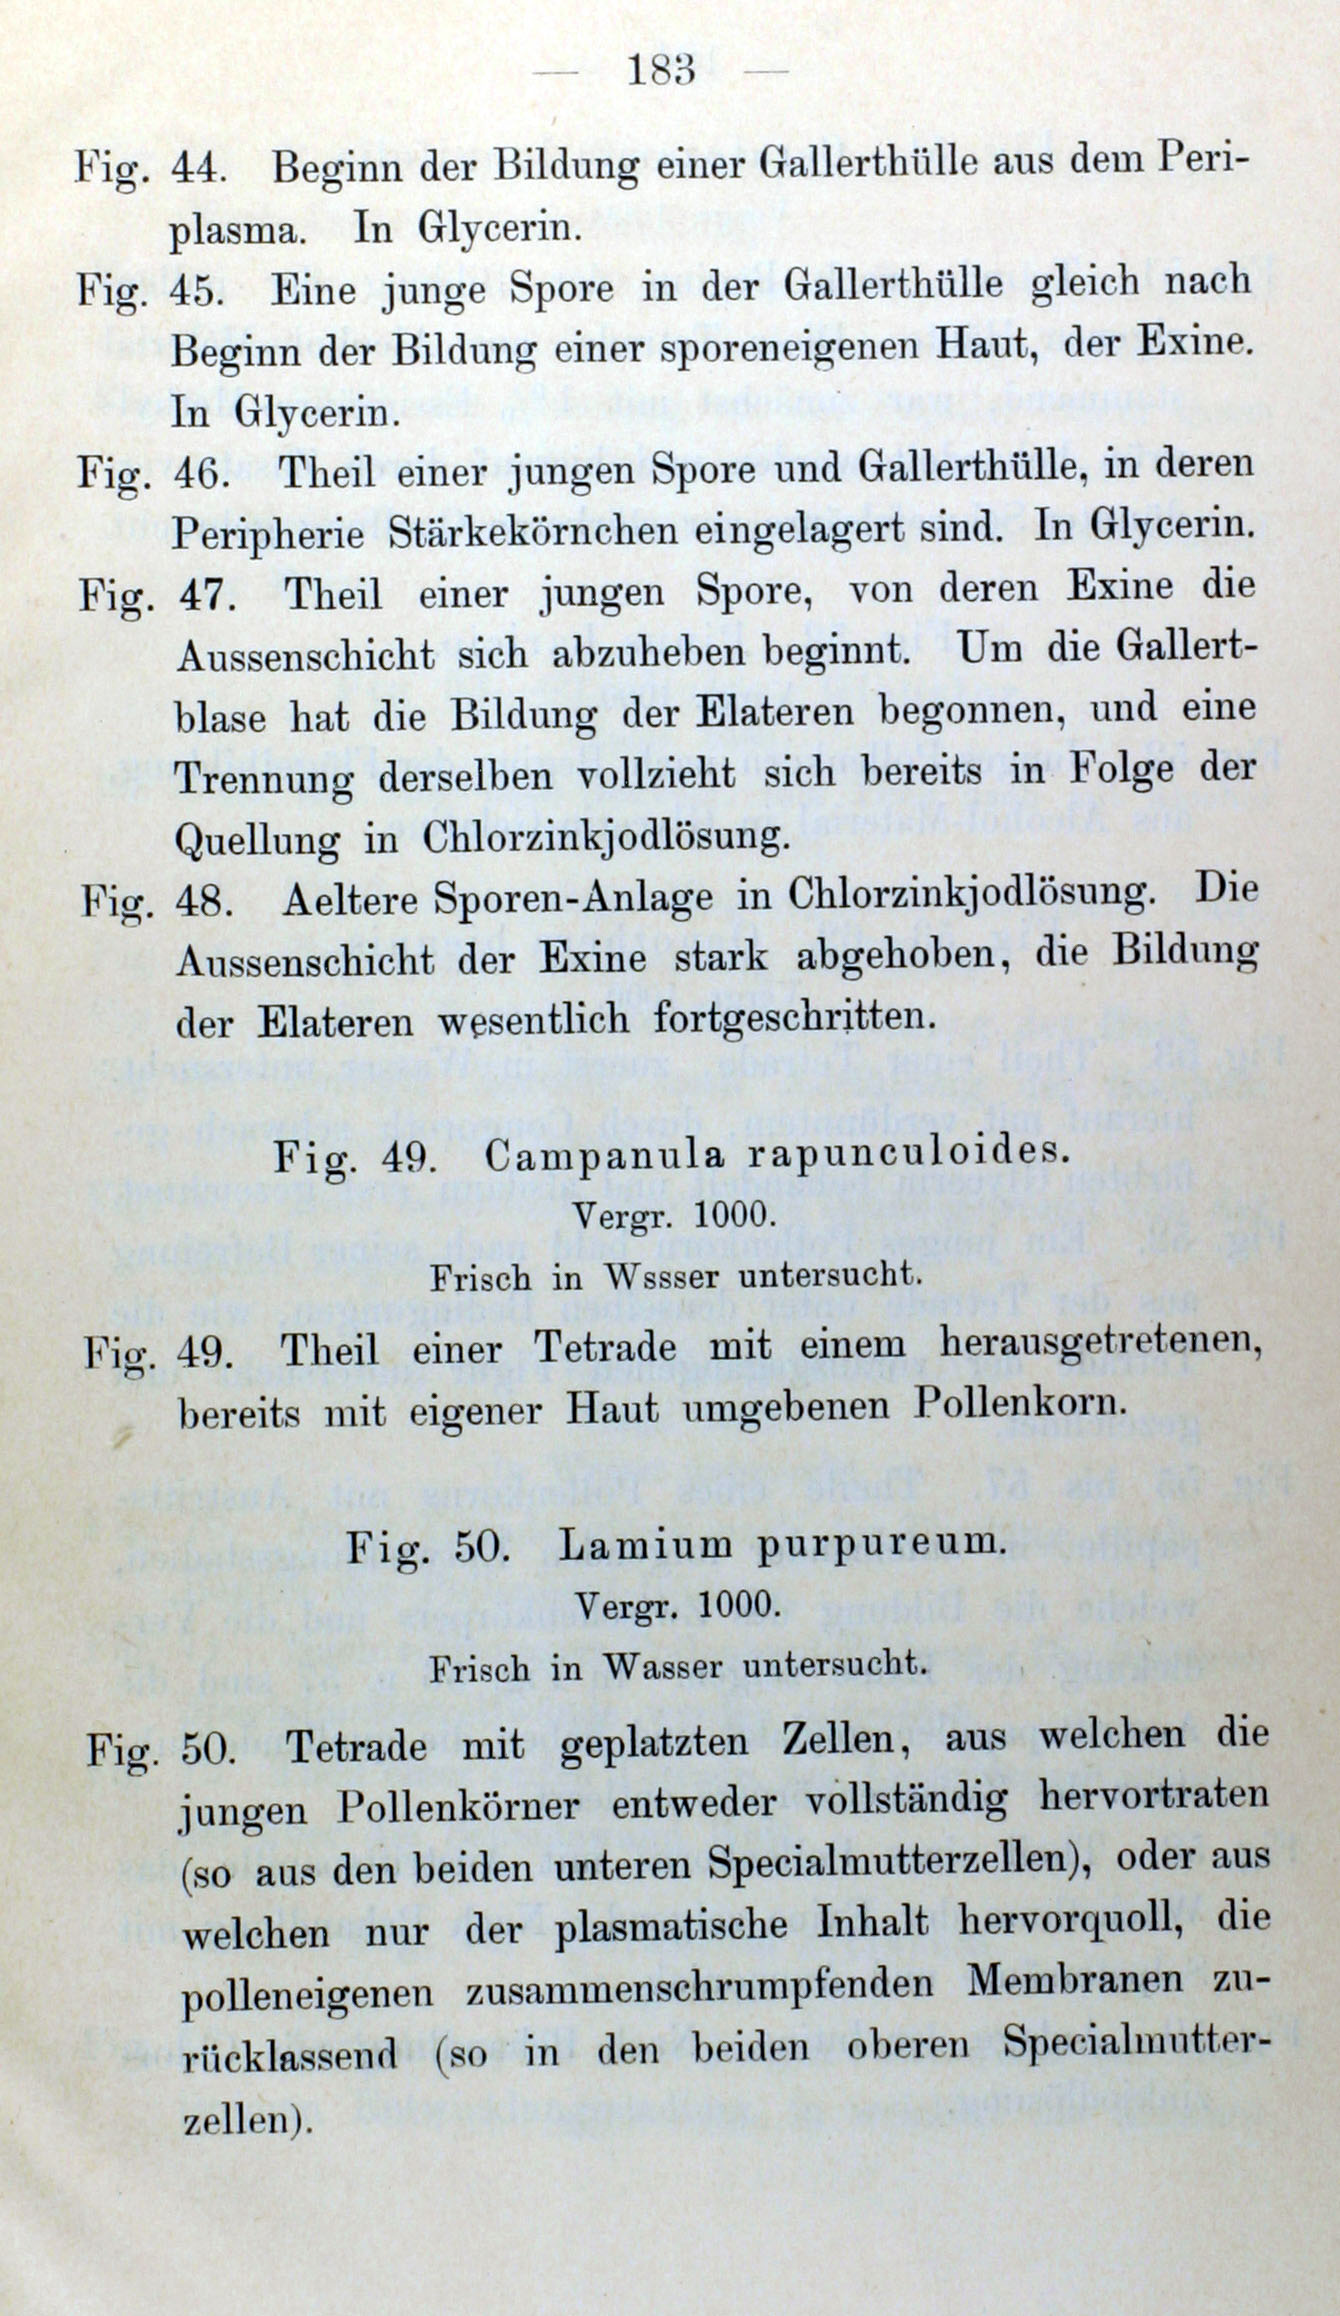 — 183 —
Fig. 44. Beginn der Bildung einer Gallerthülle aus dem Peri-
plasma. In Glycerin.
Fig. 45. Eine junge Spore in der Gallerthülle gleich nach
Beginn der Bildung einer sporeneigenen Haut, der Exine.
In Glycerin.
Fig. 46. Theil einer jungen Spore und Gallerthülle, in deren
Peripherie Stärkekörnchen eingelagert sind. In Glycerin.
Fig. 47. Theil einer jungen Spore, von deren Exine die
Aussenschicht sich abzuheben beginnt. Um die Gallert-
blase hat die Bildung der Elateren begonnen, und eine
Trennung derselben vollzieht sich bereits in Folge der
Quellung in Chlorzinkjodlösung.
Fig. 48. Aeltere Sporen-Anlage in Chlorzinkjodlösung. Die
Aussenschicht der Exine stark abgehoben, die Bildung
der Elateren wesentlich fortgeschritten.
Fig. 49. Campanula rapunculoides.
Vergr. 1000.
Frisch in Wssser untersucht.
Fig. 49. Theil einer Tetrade mit einem herausgetretenen,
bereits mit eigener Haut umgebenen Pollenkorn.
Fig. 50. Lamium purpureum.
Vergr. 1000.
Frisch in Wasser untersucht.
Fig. 50. Tetrade mit geplatzten Zellen, aus welchen die
jungen Pollenkörner entweder vollständig hervortraten
(so aus den beiden unteren Specialmutterzellen), oder aus
welchen nur der plasmatische Inhalt hervorquoll, die
polleneigenen zusammenschrumpfenden Membranen zu-
rücklassend (so in den beiden oberen Specialmutter-
zellen).